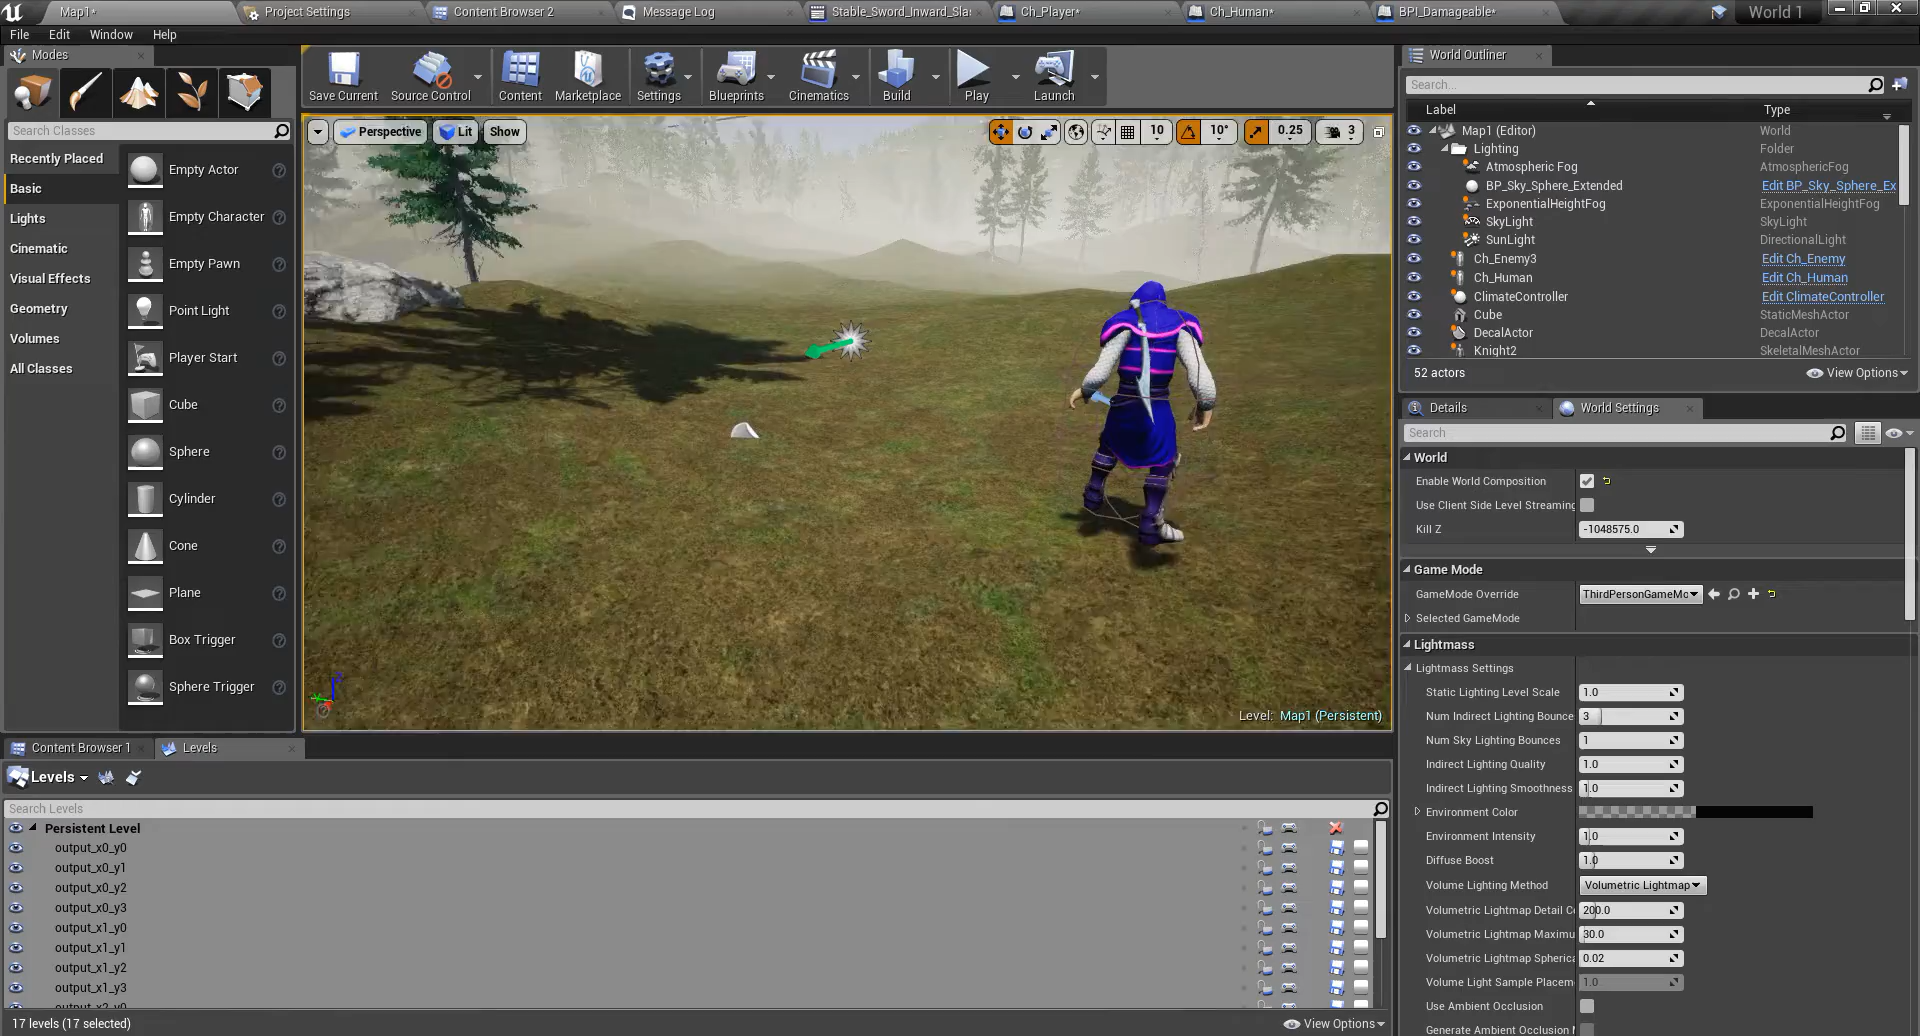 Map1*
Project Settings
Content Browser 2
Message Log
Stable_Sword_Inward_Slas
Ch_Player*
Ch_Human*
BPI_Damageable*
World 1
File Edit Window Help
Modes
Save Current
Source Control
Content
Marketplace
Settings
Blueprints
Cinematics
Build
Play
Launch
Search Classes
Recently Placed
Basic
Lights
Cinematic
Visual Effects
Geometry
Volumes
All Classes
Empty Actor
Empty Character
Empty Pawn
Point Light
Player Start
Cube
Sphere
Cylinder
Cone
Plane
Box Trigger
Sphere Trigger
Perspective Lit Show
10 10° 0.25 3
Level: Map1 (Persistent)
World Outliner
Search...
Label Type
Map1 (Editor) World
Lighting Folder
Atmospheric Fog AtmosphericFog
BP_Sky_Sphere_Extended Edit BP_Sky_Sphere_Ex
ExponentialHeightFog ExponentialHeightFog
SkyLight SkyLight
SunLight DirectionalLight
Ch_Enemy3 Edit Ch_Enemy
Ch_Human Edit Ch_Human
ClimateController Edit ClimateController
Cube StaticMeshActor
DecalActor DecalActor
Knight2 SkeletalMeshActor
52 actors View Options
Details World Settings
Search
World
Enable World Composition
Use Client Side Level Streaming
Kill Z -1048575.0
Game Mode
GameMode Override ThirdPersonGameMo
Selected GameMode
Lightmass
Lightmass Settings
Static Lighting Level Scale 1.0
Num Indirect Lighting Bounce 3
Num Sky Lighting Bounces 1
Indirect Lighting Quality 1.0
Indirect Lighting Smoothness 1.0
Environment Color
Environment Intensity 1.0
Diffuse Boost 1.0
Volume Lighting Method Volumetric Lightmap
Volumetric Lightmap Detail Ce 200.0
Volumetric Lightmap Maximu 30.0
Volumetric Lightmap Spherica 0.02
Volume Light Sample Placem 1.0
Use Ambient Occlusion
Generate Ambient Occlusion M
Content Browser 1 Levels
Levels
Search Levels
Persistent Level
output_x0_y0
output_x0_y1
output_x0_y2
output_x0_y3
output_x1_y0
output_x1_y1
output_x1_y2
output_x1_y3
output_x2_y0
17 levels (17 selected) View Options